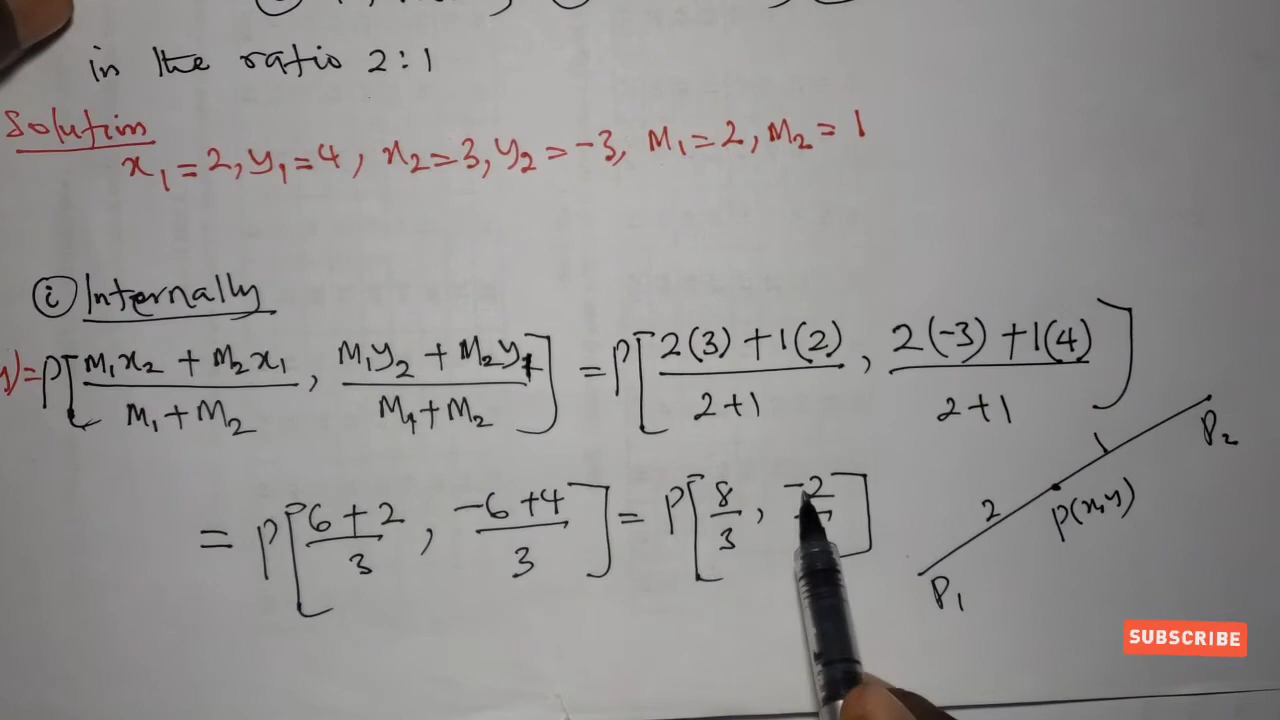 in the ratio 2:1
Solution
x₁=2, y₁=4, x₂=3, y₂=-3, M₁=2, M₂=1
(i) Internally
)=P[(M₁x₂ + M₂x₁)/(M₁+M₂), (M₁y₂ + M₂y₁)/(M₁+M₂)] = P[(2(3)+1(2))/(2+1), (2(-3)+1(4))/(2+1)]
= P[(6+2)/3, (-6+4)/3] = P[8/3, -2/]
P₂
1
2
P(x,y)
P₁
SUBSCRIBE